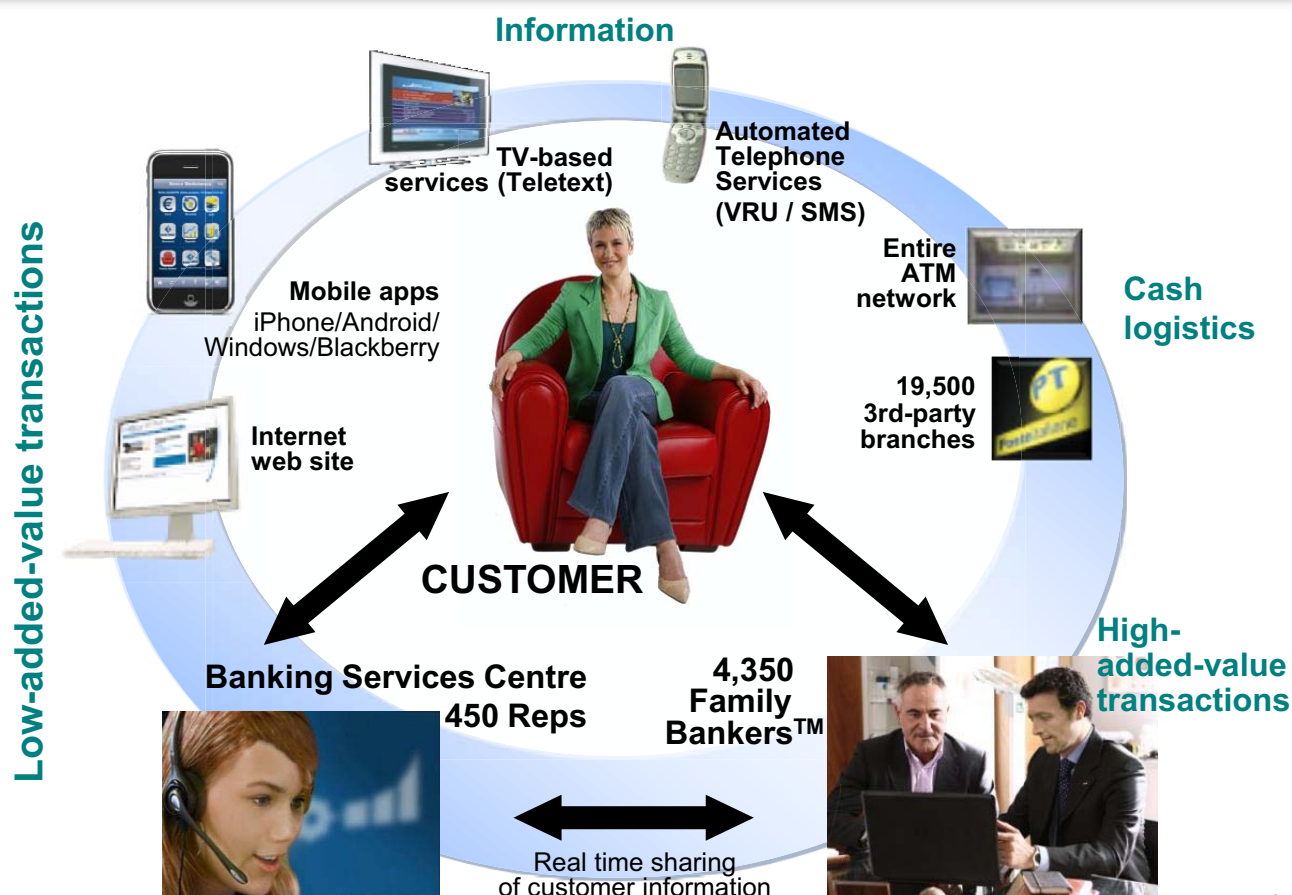 Information
TV-based
services (Teletext)
Automated
Telephone
Services
(VRU / SMS)
Entire
ATM
network
Cash
logistics
Mobile apps
iPhone/Android/
Windows/Blackberry
19,500
3rd-party
branches
PT
Posteitaliane
Internet
web site
Low-added-value transactions
CUSTOMER
High-
added-value
transactions
Banking Services Centre
450 Reps
4,350
Family
Bankers™
Real time sharing
of customer information